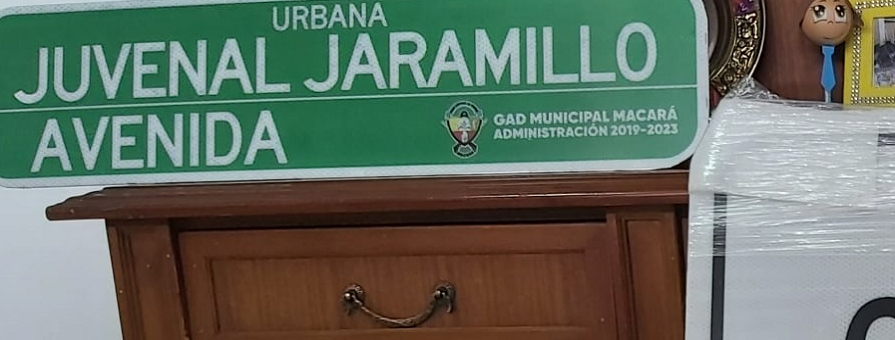 URBANA
JUVENAL JARAMILLO
AVENIDA
GAD MUNICIPAL MACARÁ
ADMINISTRACIÓN 2019-2023